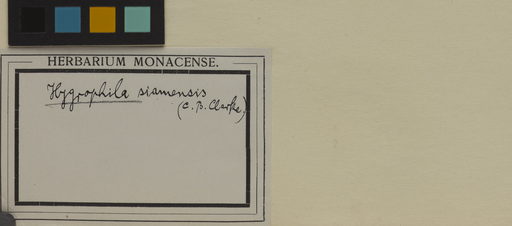 HERBARIUM MONACENSE.
Hygrophila siamensis
(C. B. Clarke)